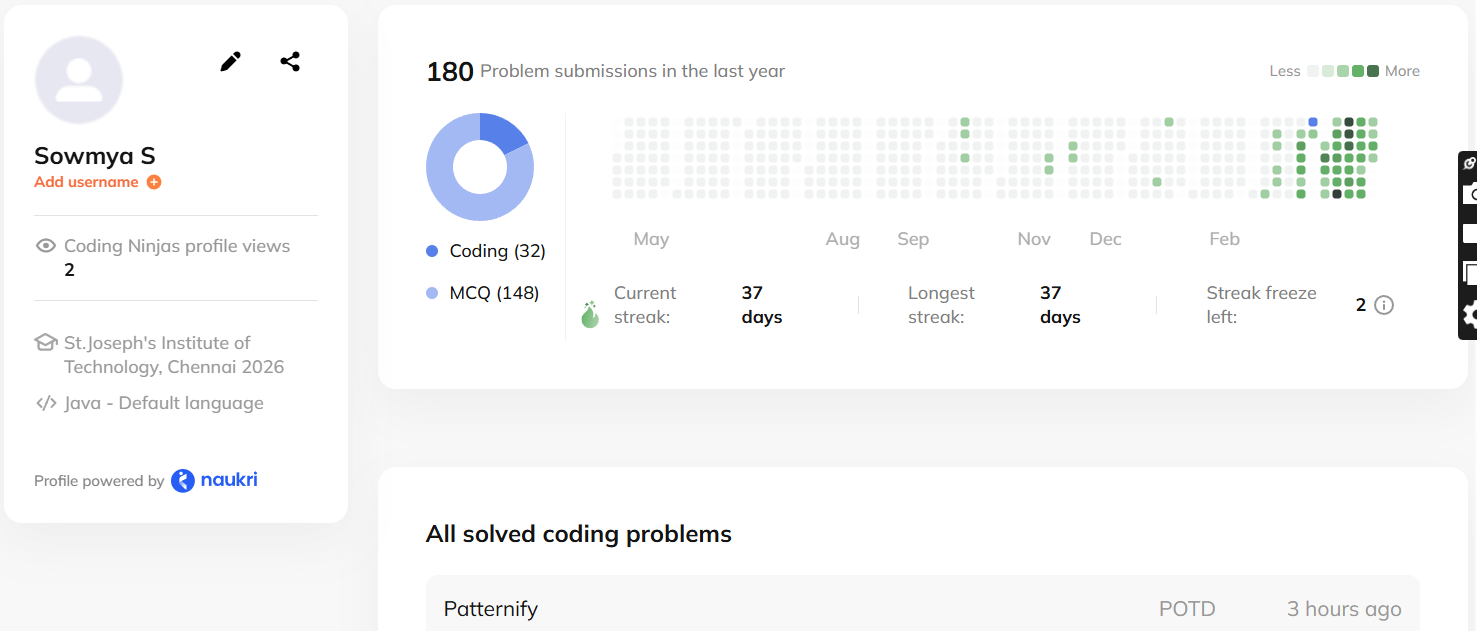 Sowmya S
Add username
Coding Ninjas profile views
2
St.Joseph's Institute of
Technology, Chennai 2026
Java - Default language
Profile powered by naukri
180 Problem submissions in the last year
Less More
Coding (32)
MCQ (148)
May Aug Sep Nov Dec Feb
Current streak: 37 days
Longest streak: 37 days
Streak freeze left: 2
All solved coding problems
Patternify POTD 3 hours ago